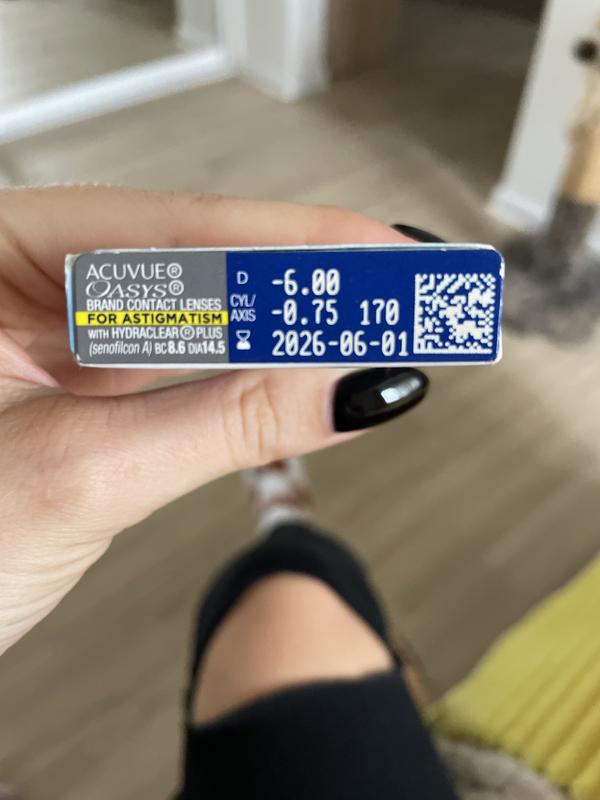 ACUVUE®
OASYS®
BRAND CONTACT LENSES
FOR ASTIGMATISM
WITH HYDRACLEAR® PLUS
(senofilcon A) BC 8.6 DIA 14.5
D -6.00
CYL/AXIS -0.75 170
2026-06-01